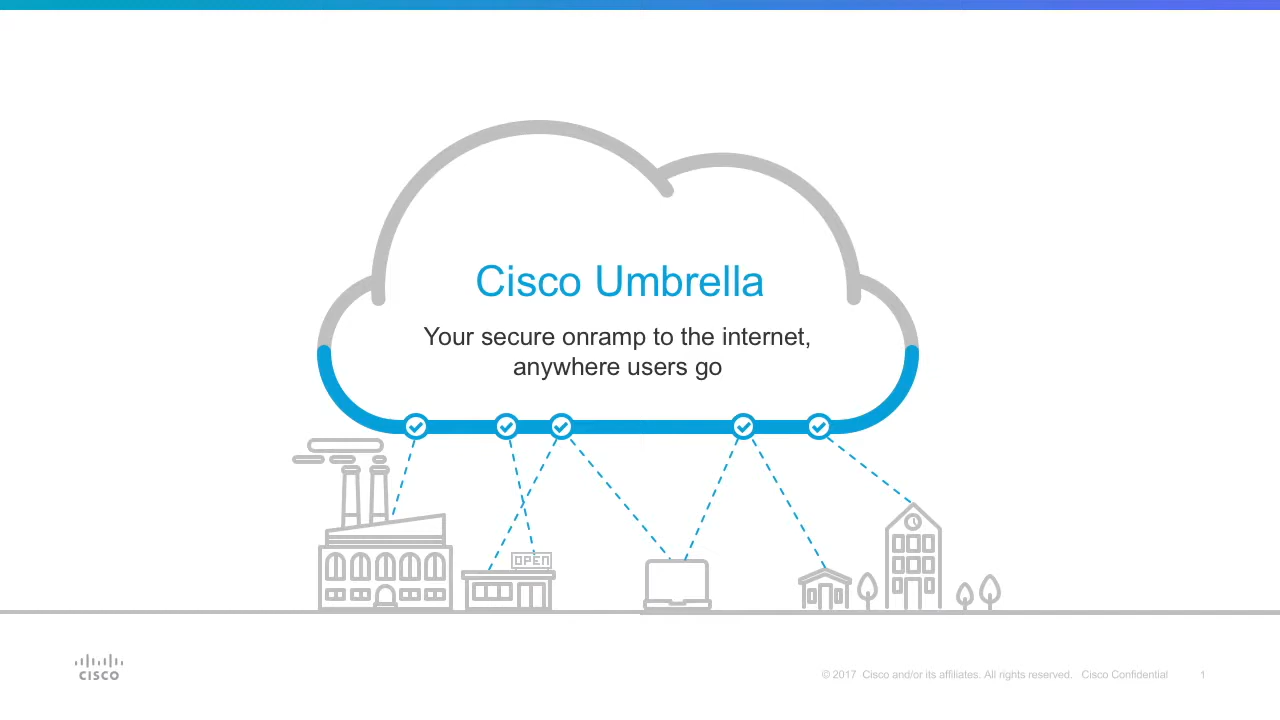 Cisco Umbrella
Your secure onramp to the internet,
anywhere users go
OPEN
CISCO
© 2017 Cisco and/or its affiliates. All rights reserved. Cisco Confidential
1